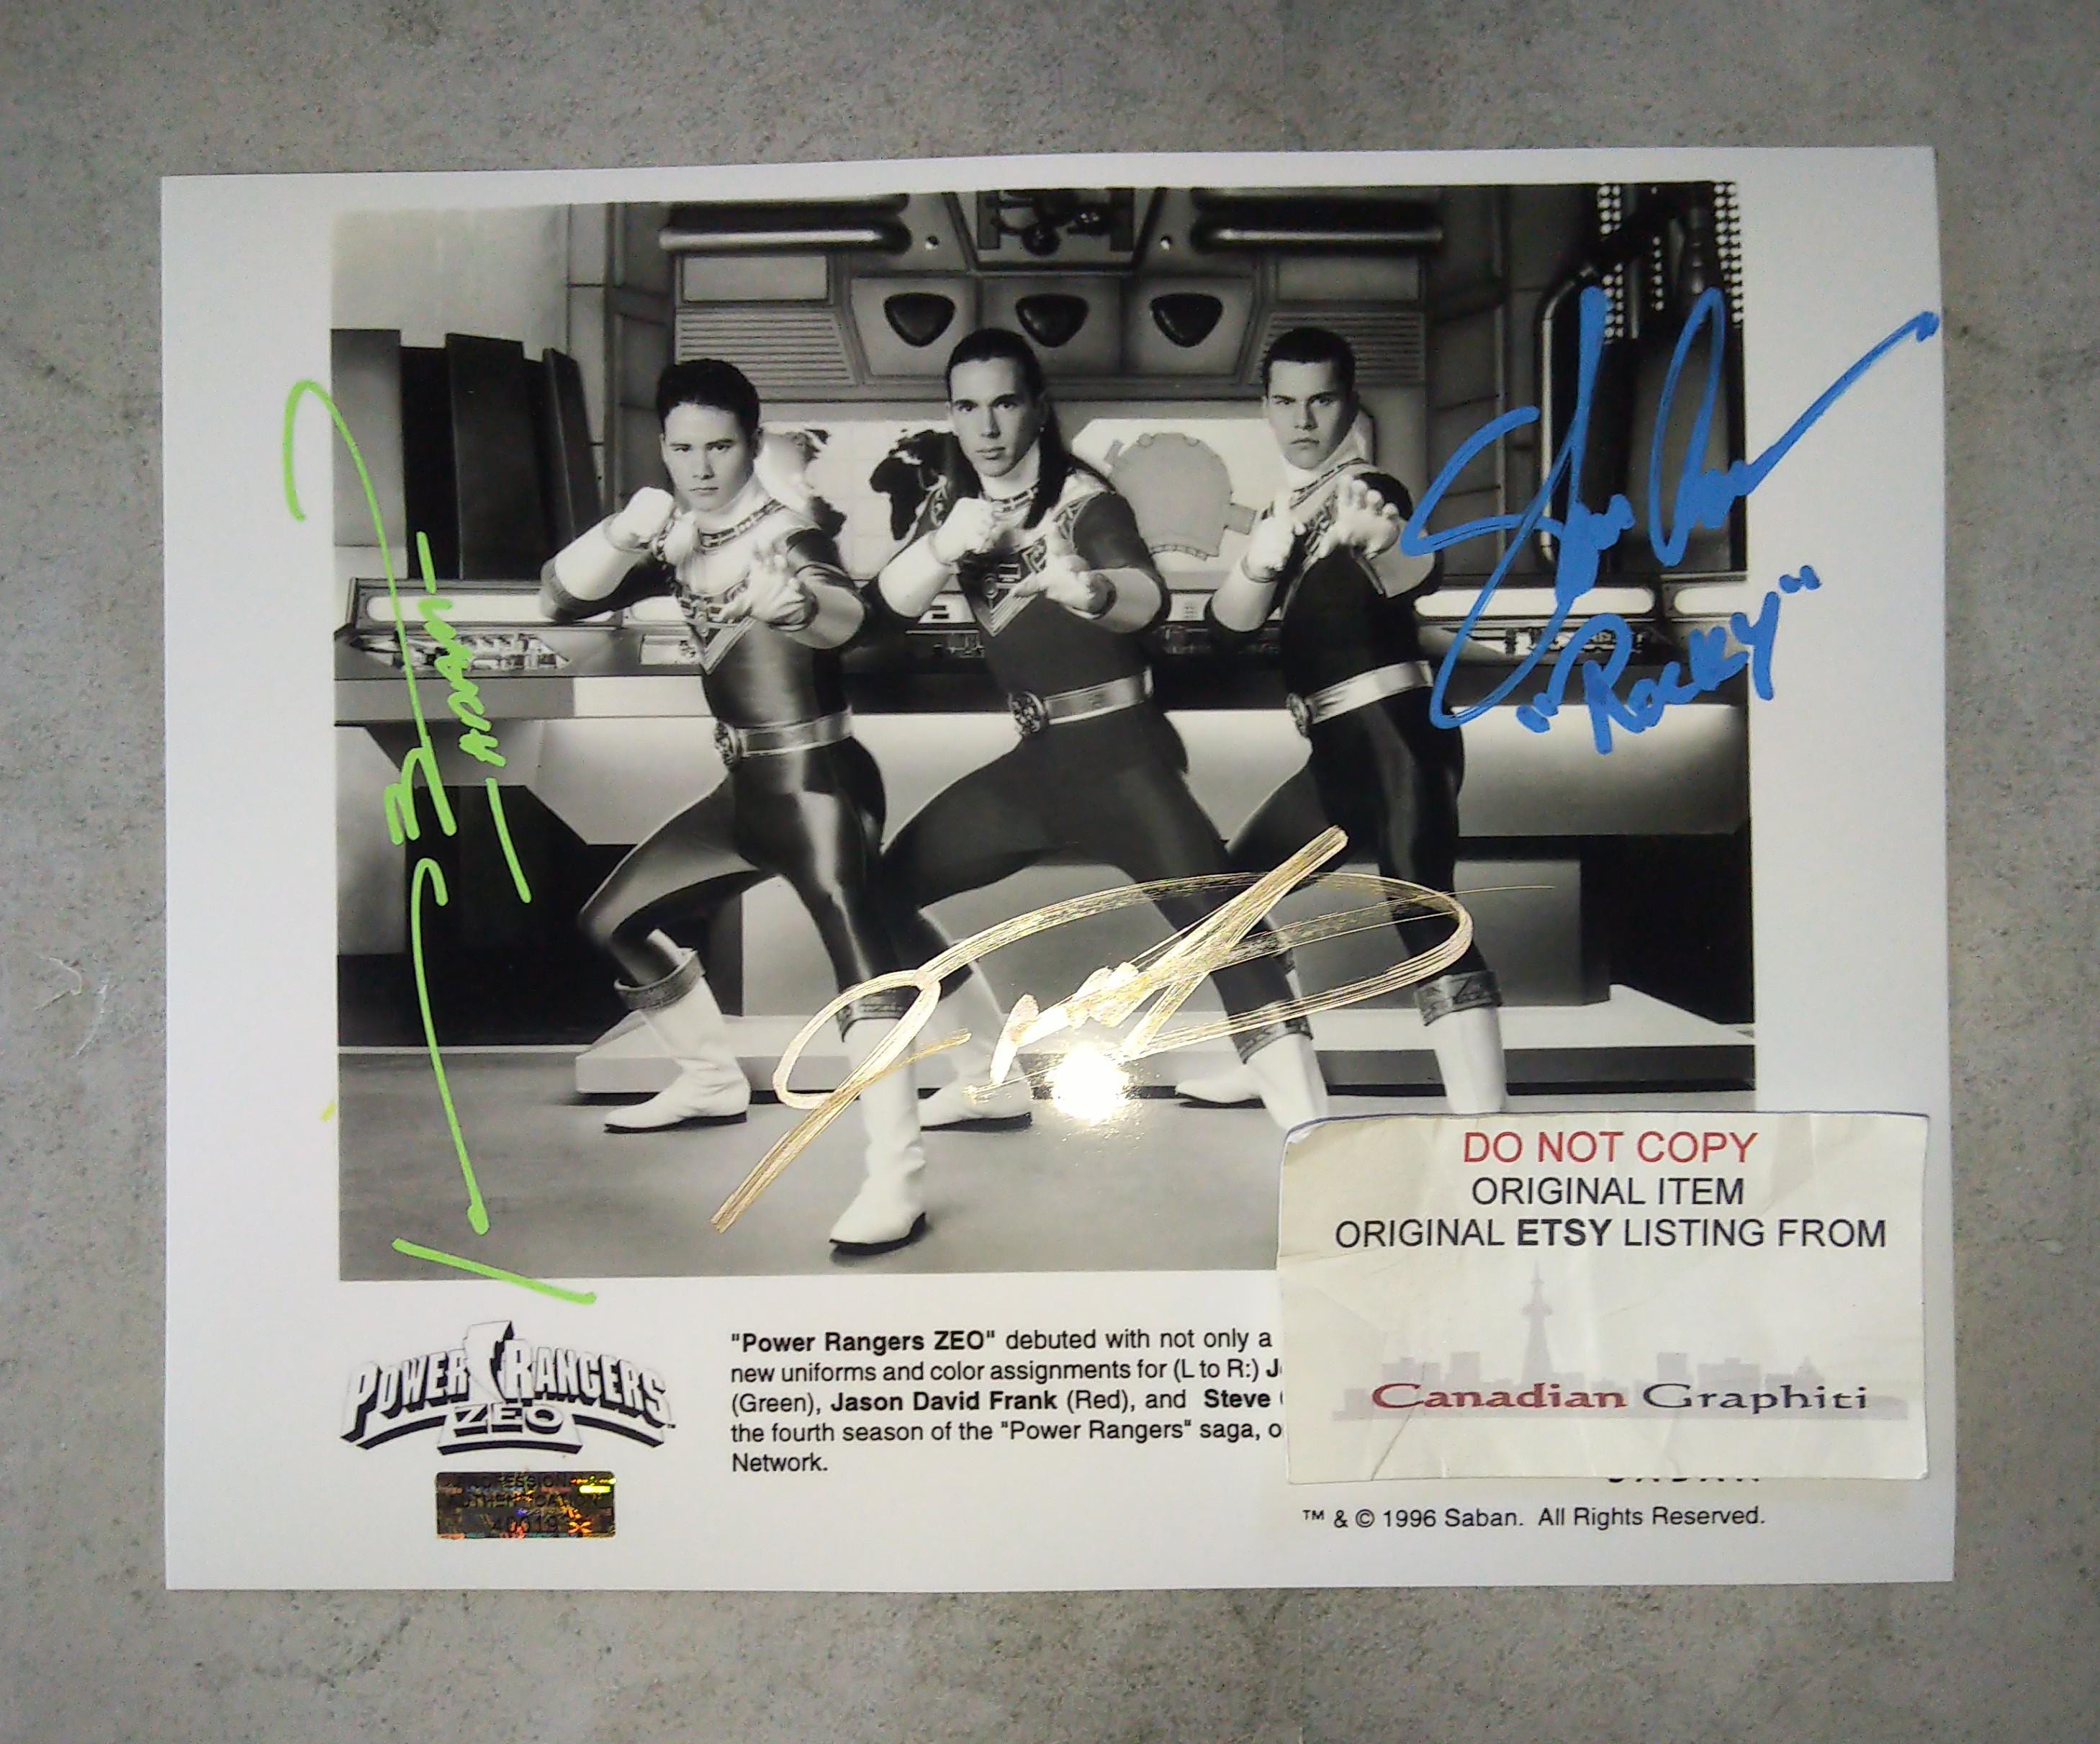 "Rocky"
DO NOT COPY
ORIGINAL ITEM
ORIGINAL ETSY LISTING FROM
Canadian Graphiti
POWER RANGERS
ZEO
"Power Rangers ZEO" debuted with not only a
new uniforms and color assignments for (L to R:) J
(Green), Jason David Frank (Red), and Steve
the fourth season of the "Power Rangers" saga, o
Network.
PROFESSIONAL
AUTHENTICATION
™ & © 1996 Saban. All Rights Reserved.